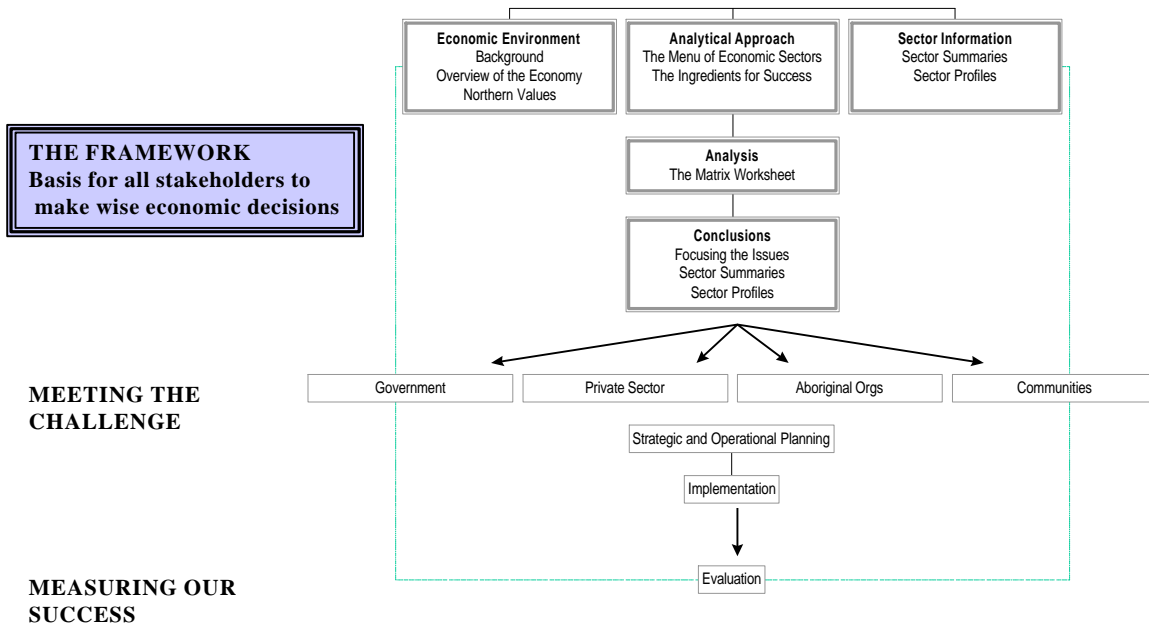 Economic Environment
Background
Overview of the Economy
Northern Values
Analytical Approach
The Menu of Economic Sectors
The Ingredients for Success
Sector Information
Sector Summaries
Sector Profiles
THE FRAMEWORK
Basis for all stakeholders to
make wise economic decisions
Analysis
The Matrix Worksheet
Conclusions
Focusing the Issues
Sector Summaries
Sector Profiles
MEETING THE
CHALLENGE
Government
Private Sector
Aboriginal Orgs
Communities
Strategic and Operational Planning
Implementation
Evaluation
MEASURING OUR
SUCCESS